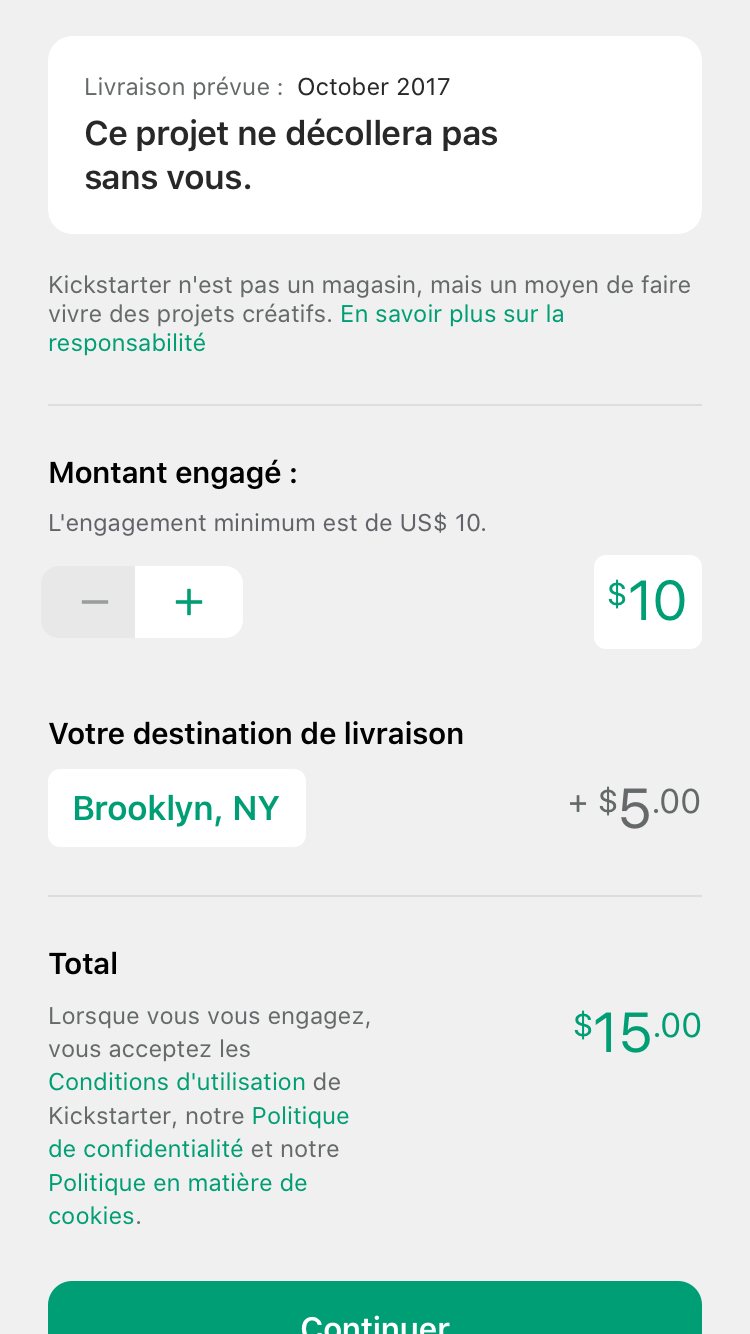 Livraison prévue : October 2017
Ce projet ne décollera pas
sans vous.
Kickstarter n'est pas un magasin, mais un moyen de faire
vivre des projets créatifs. En savoir plus sur la
responsabilité
Montant engagé :
L'engagement minimum est de US$ 10.
− +
$10
Votre destination de livraison
Brooklyn, NY
+ $5.00
Total
$15.00
Lorsque vous vous engagez,
vous acceptez les
Conditions d'utilisation de
Kickstarter, notre Politique
de confidentialité et notre
Politique en matière de
cookies.
Continuer